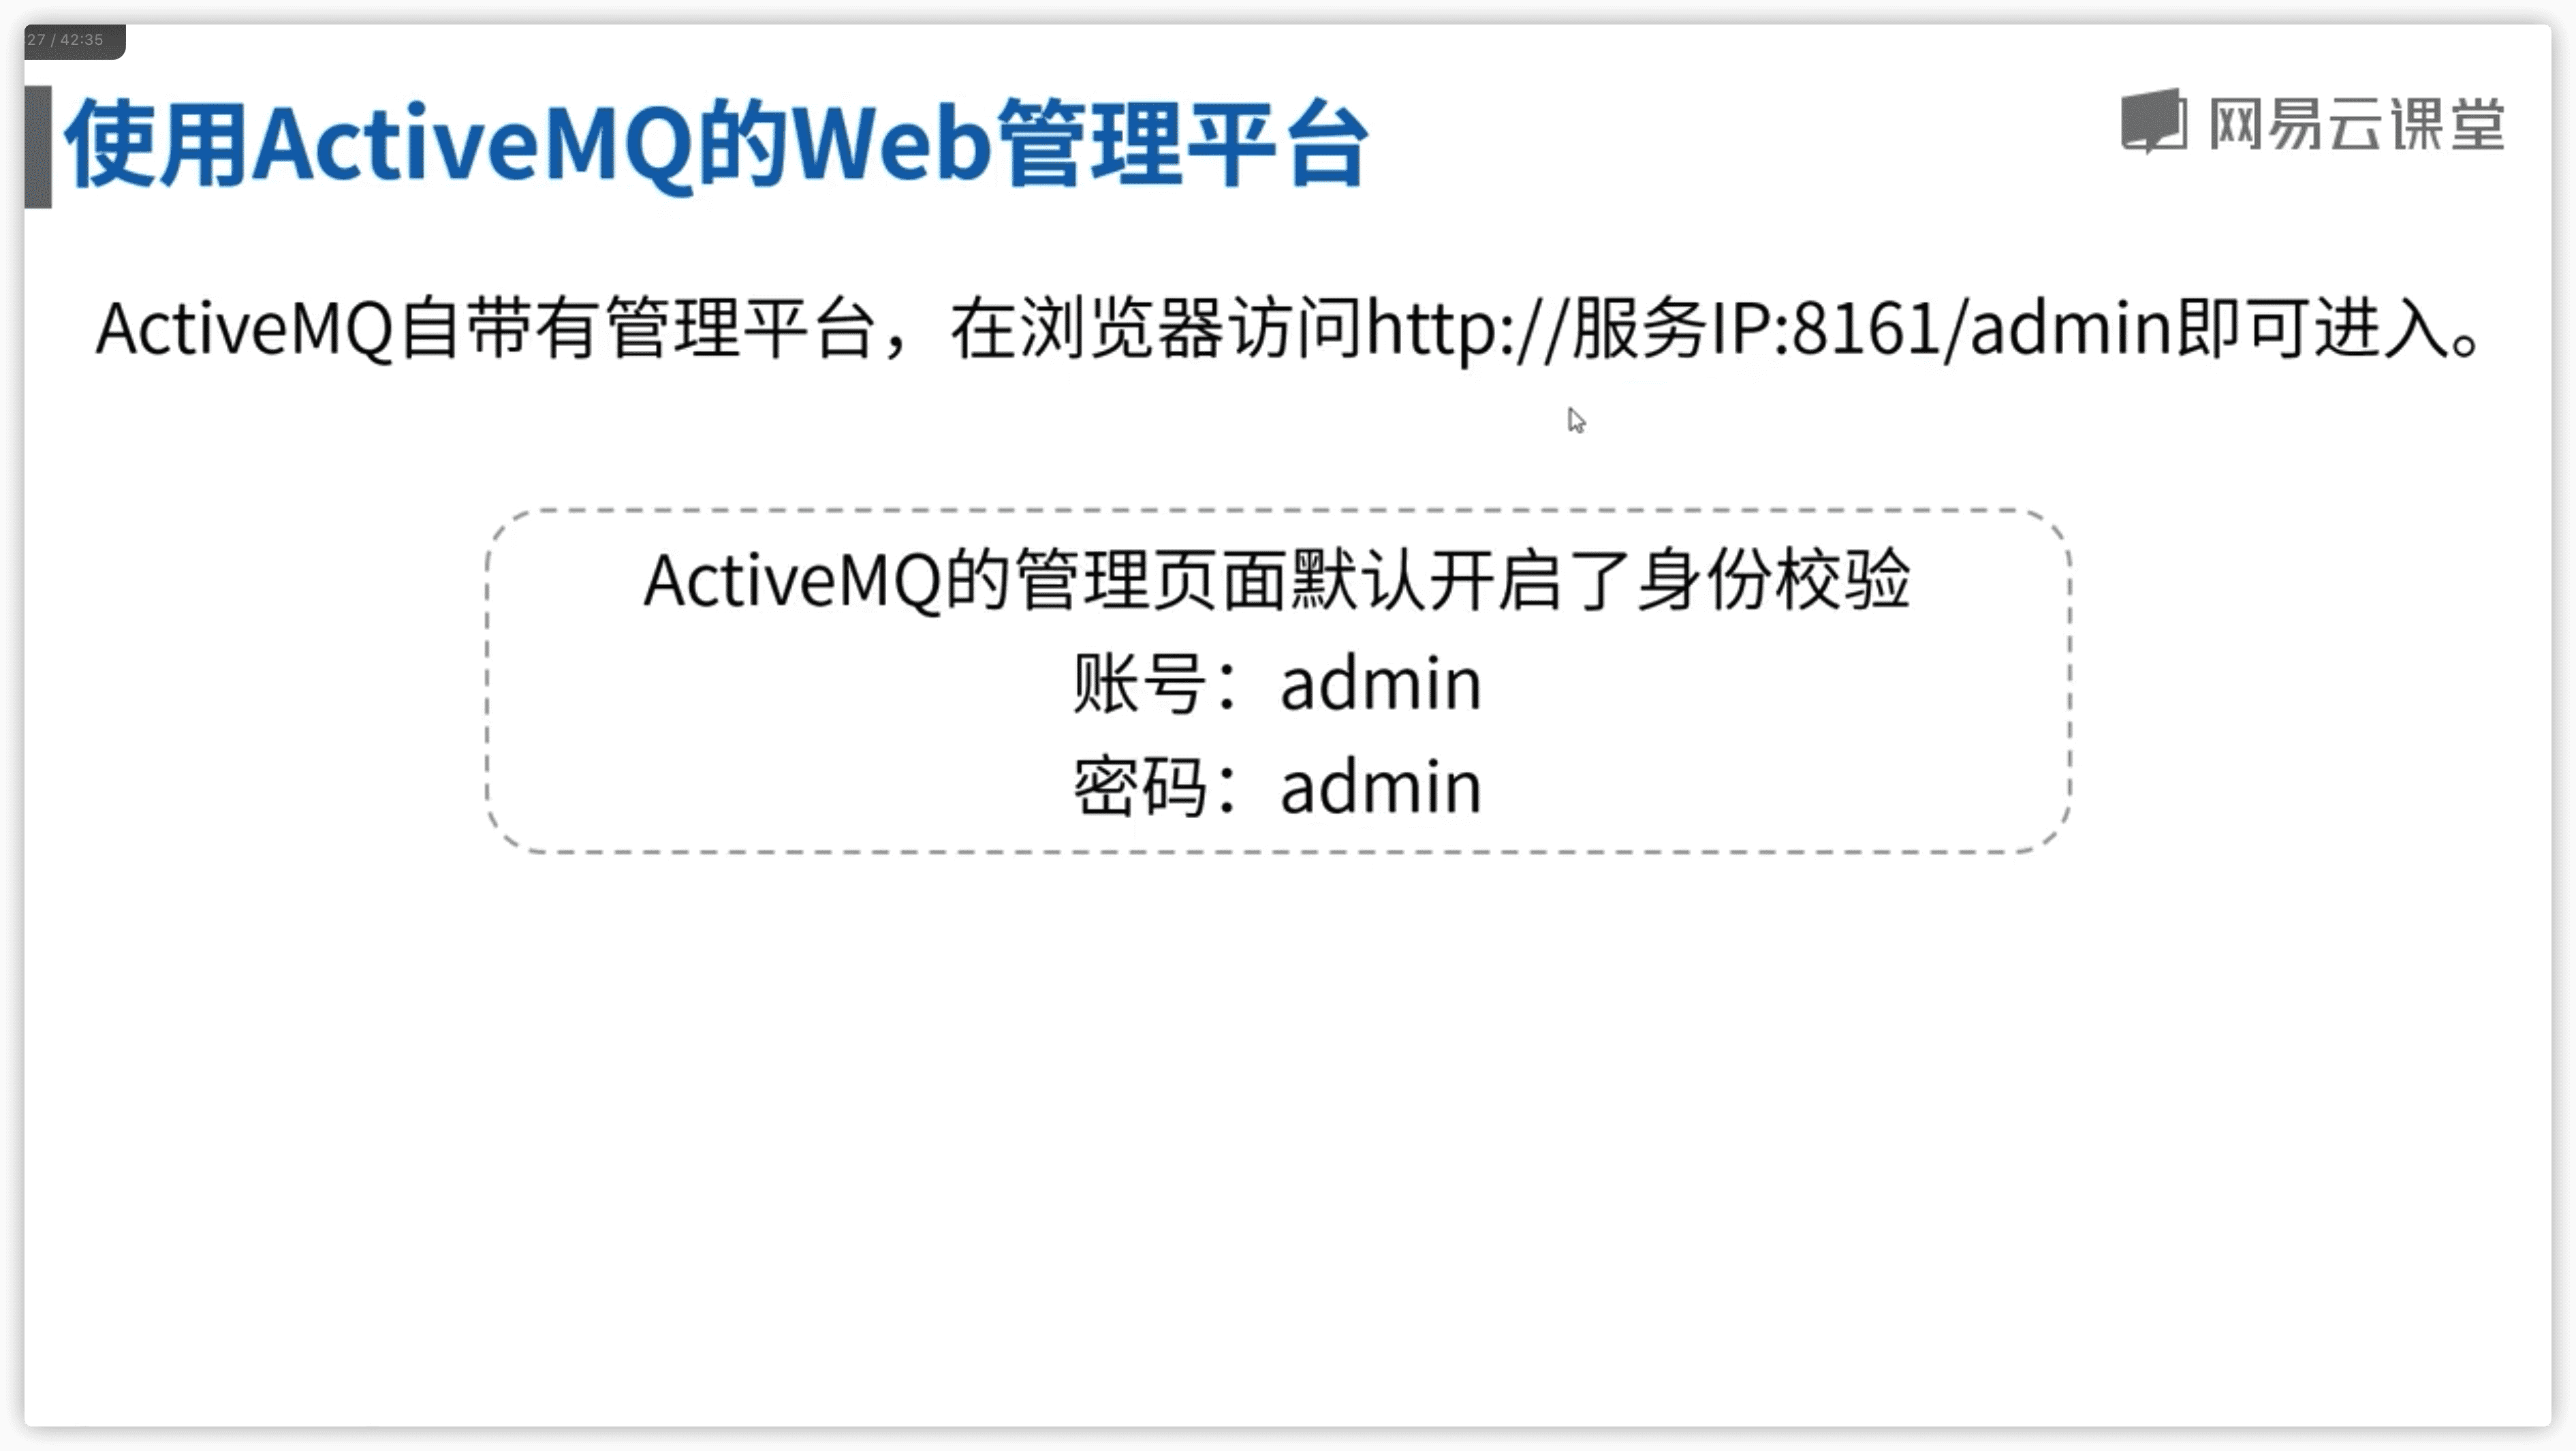 27 / 42:35
使用ActiveMQ的Web管理平台
网易云课堂
ActiveMQ自带有管理平台，在浏览器访问http://服务IP:8161/admin即可进入。
ActiveMQ的管理页面默认开启了身份校验
账号：admin
密码：admin